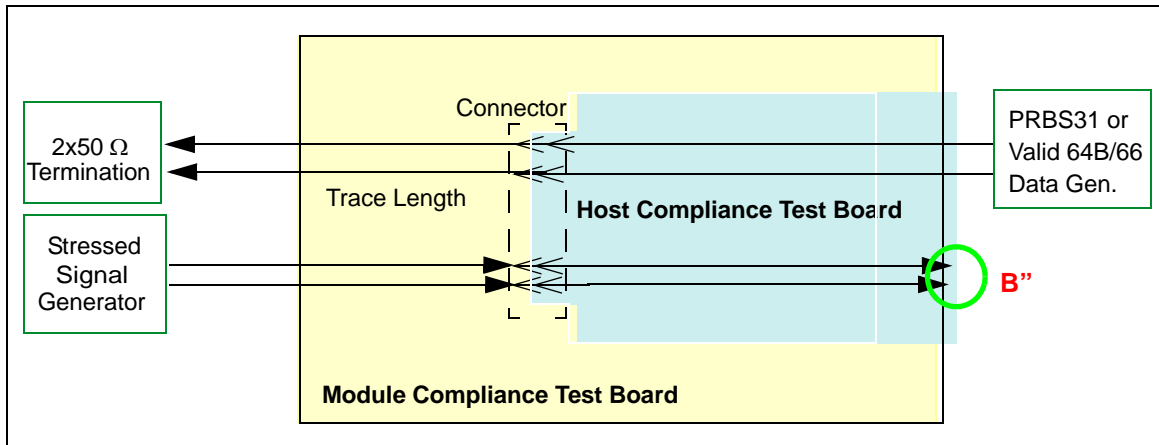 Connector
2x50 Ω
Termination
PRBS31 or
Valid 64B/66
Data Gen.
Trace Length
Host Compliance Test Board
Stressed
Signal
Generator
B”
Module Compliance Test Board